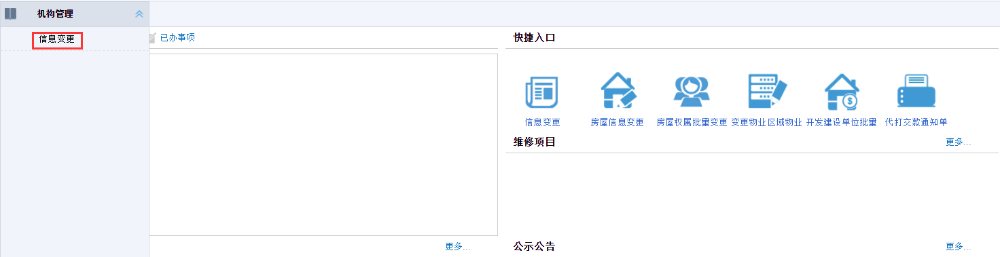 机构管理
信息变更
已办事项
更多...
快捷入口
信息变更
房屋信息变更
房屋权属批量变更
变更物业区域物业
开发建设单位批量
代打交款通知单
维修项目
更多...
公示公告
更多...